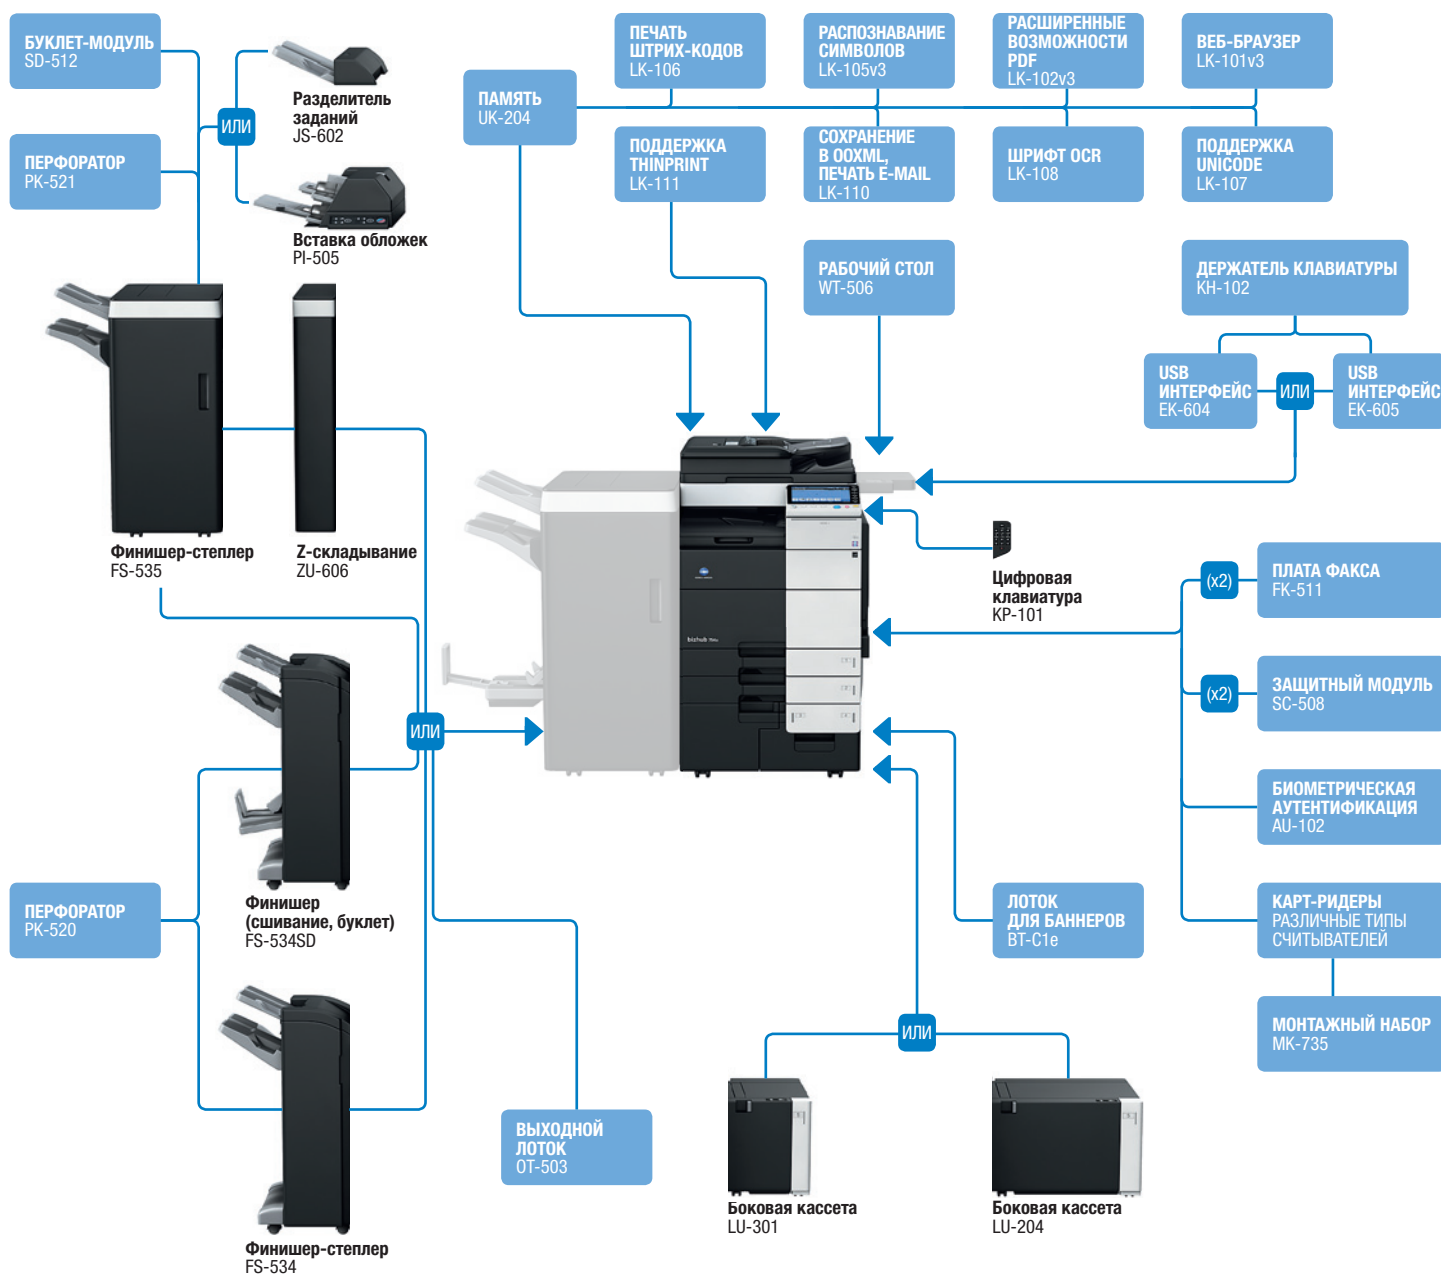 БУКЛЕТ-МОДУЛЬ
SD-512
ПЕРФОРАТОР
PK-521
ИЛИ
Разделитель
заданий
JS-602
Вставка обложек
PI-505
ПАМЯТЬ
UK-204
ПЕЧАТЬ
ШТРИХ-КОДОВ
LK-106
РАСПОЗНАВАНИЕ
СИМВОЛОВ
LK-105v3
РАСШИРЕННЫЕ
ВОЗМОЖНОСТИ
PDF
LK-102v3
ВЕБ-БРАУЗЕР
LK-101v3
ПОДДЕРЖКА
THINPRINT
LK-111
СОХРАНЕНИЕ
В OOXML,
ПЕЧАТЬ E-MAIL
LK-110
ШРИФТ OCR
LK-108
ПОДДЕРЖКА
UNICODE
LK-107
РАБОЧИЙ СТОЛ
WT-506
ДЕРЖАТЕЛЬ КЛАВИАТУРЫ
KH-102
USB
ИНТЕРФЕЙС
EK-604
ИЛИ
USB
ИНТЕРФЕЙС
EK-605
Финишер-степлер
FS-535
Z-складывание
ZU-606
Цифровая
клавиатура
KP-101
bizhub
(x2)
ПЛАТА ФАКСА
FK-511
(x2)
ЗАЩИТНЫЙ МОДУЛЬ
SC-508
БИОМЕТРИЧЕСКАЯ
АУТЕНТИФИКАЦИЯ
AU-102
КАРТ-РИДЕРЫ
РАЗЛИЧНЫЕ ТИПЫ
СЧИТЫВАТЕЛЕЙ
МОНТАЖНЫЙ НАБОР
MK-735
ИЛИ
ПЕРФОРАТОР
PK-520
Финишер
(сшивание, буклет)
FS-534SD
Финишер-степлер
FS-534
ВЫХОДНОЙ
ЛОТОК
OT-503
ЛОТОК
ДЛЯ БАННЕРОВ
BT-C1e
ИЛИ
Боковая кассета
LU-301
Боковая кассета
LU-204